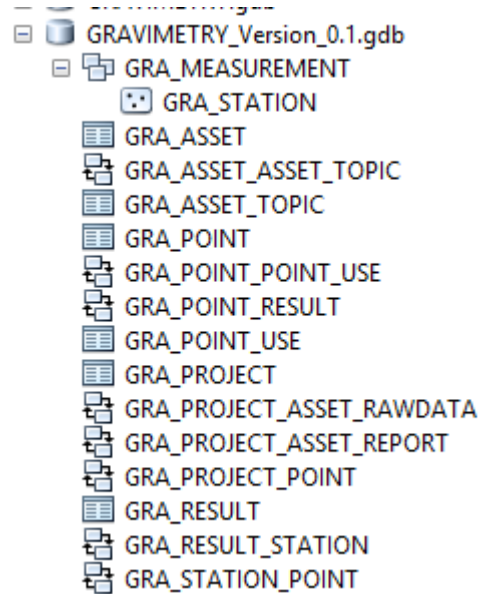 GRAVIMETRY_Version_0.1.gdb
GRA_MEASUREMENT
GRA_STATION
GRA_ASSET
GRA_ASSET_ASSET_TOPIC
GRA_ASSET_TOPIC
GRA_POINT
GRA_POINT_POINT_USE
GRA_POINT_RESULT
GRA_POINT_USE
GRA_PROJECT
GRA_PROJECT_ASSET_RAWDATA
GRA_PROJECT_ASSET_REPORT
GRA_PROJECT_POINT
GRA_RESULT
GRA_RESULT_STATION
GRA_STATION_POINT